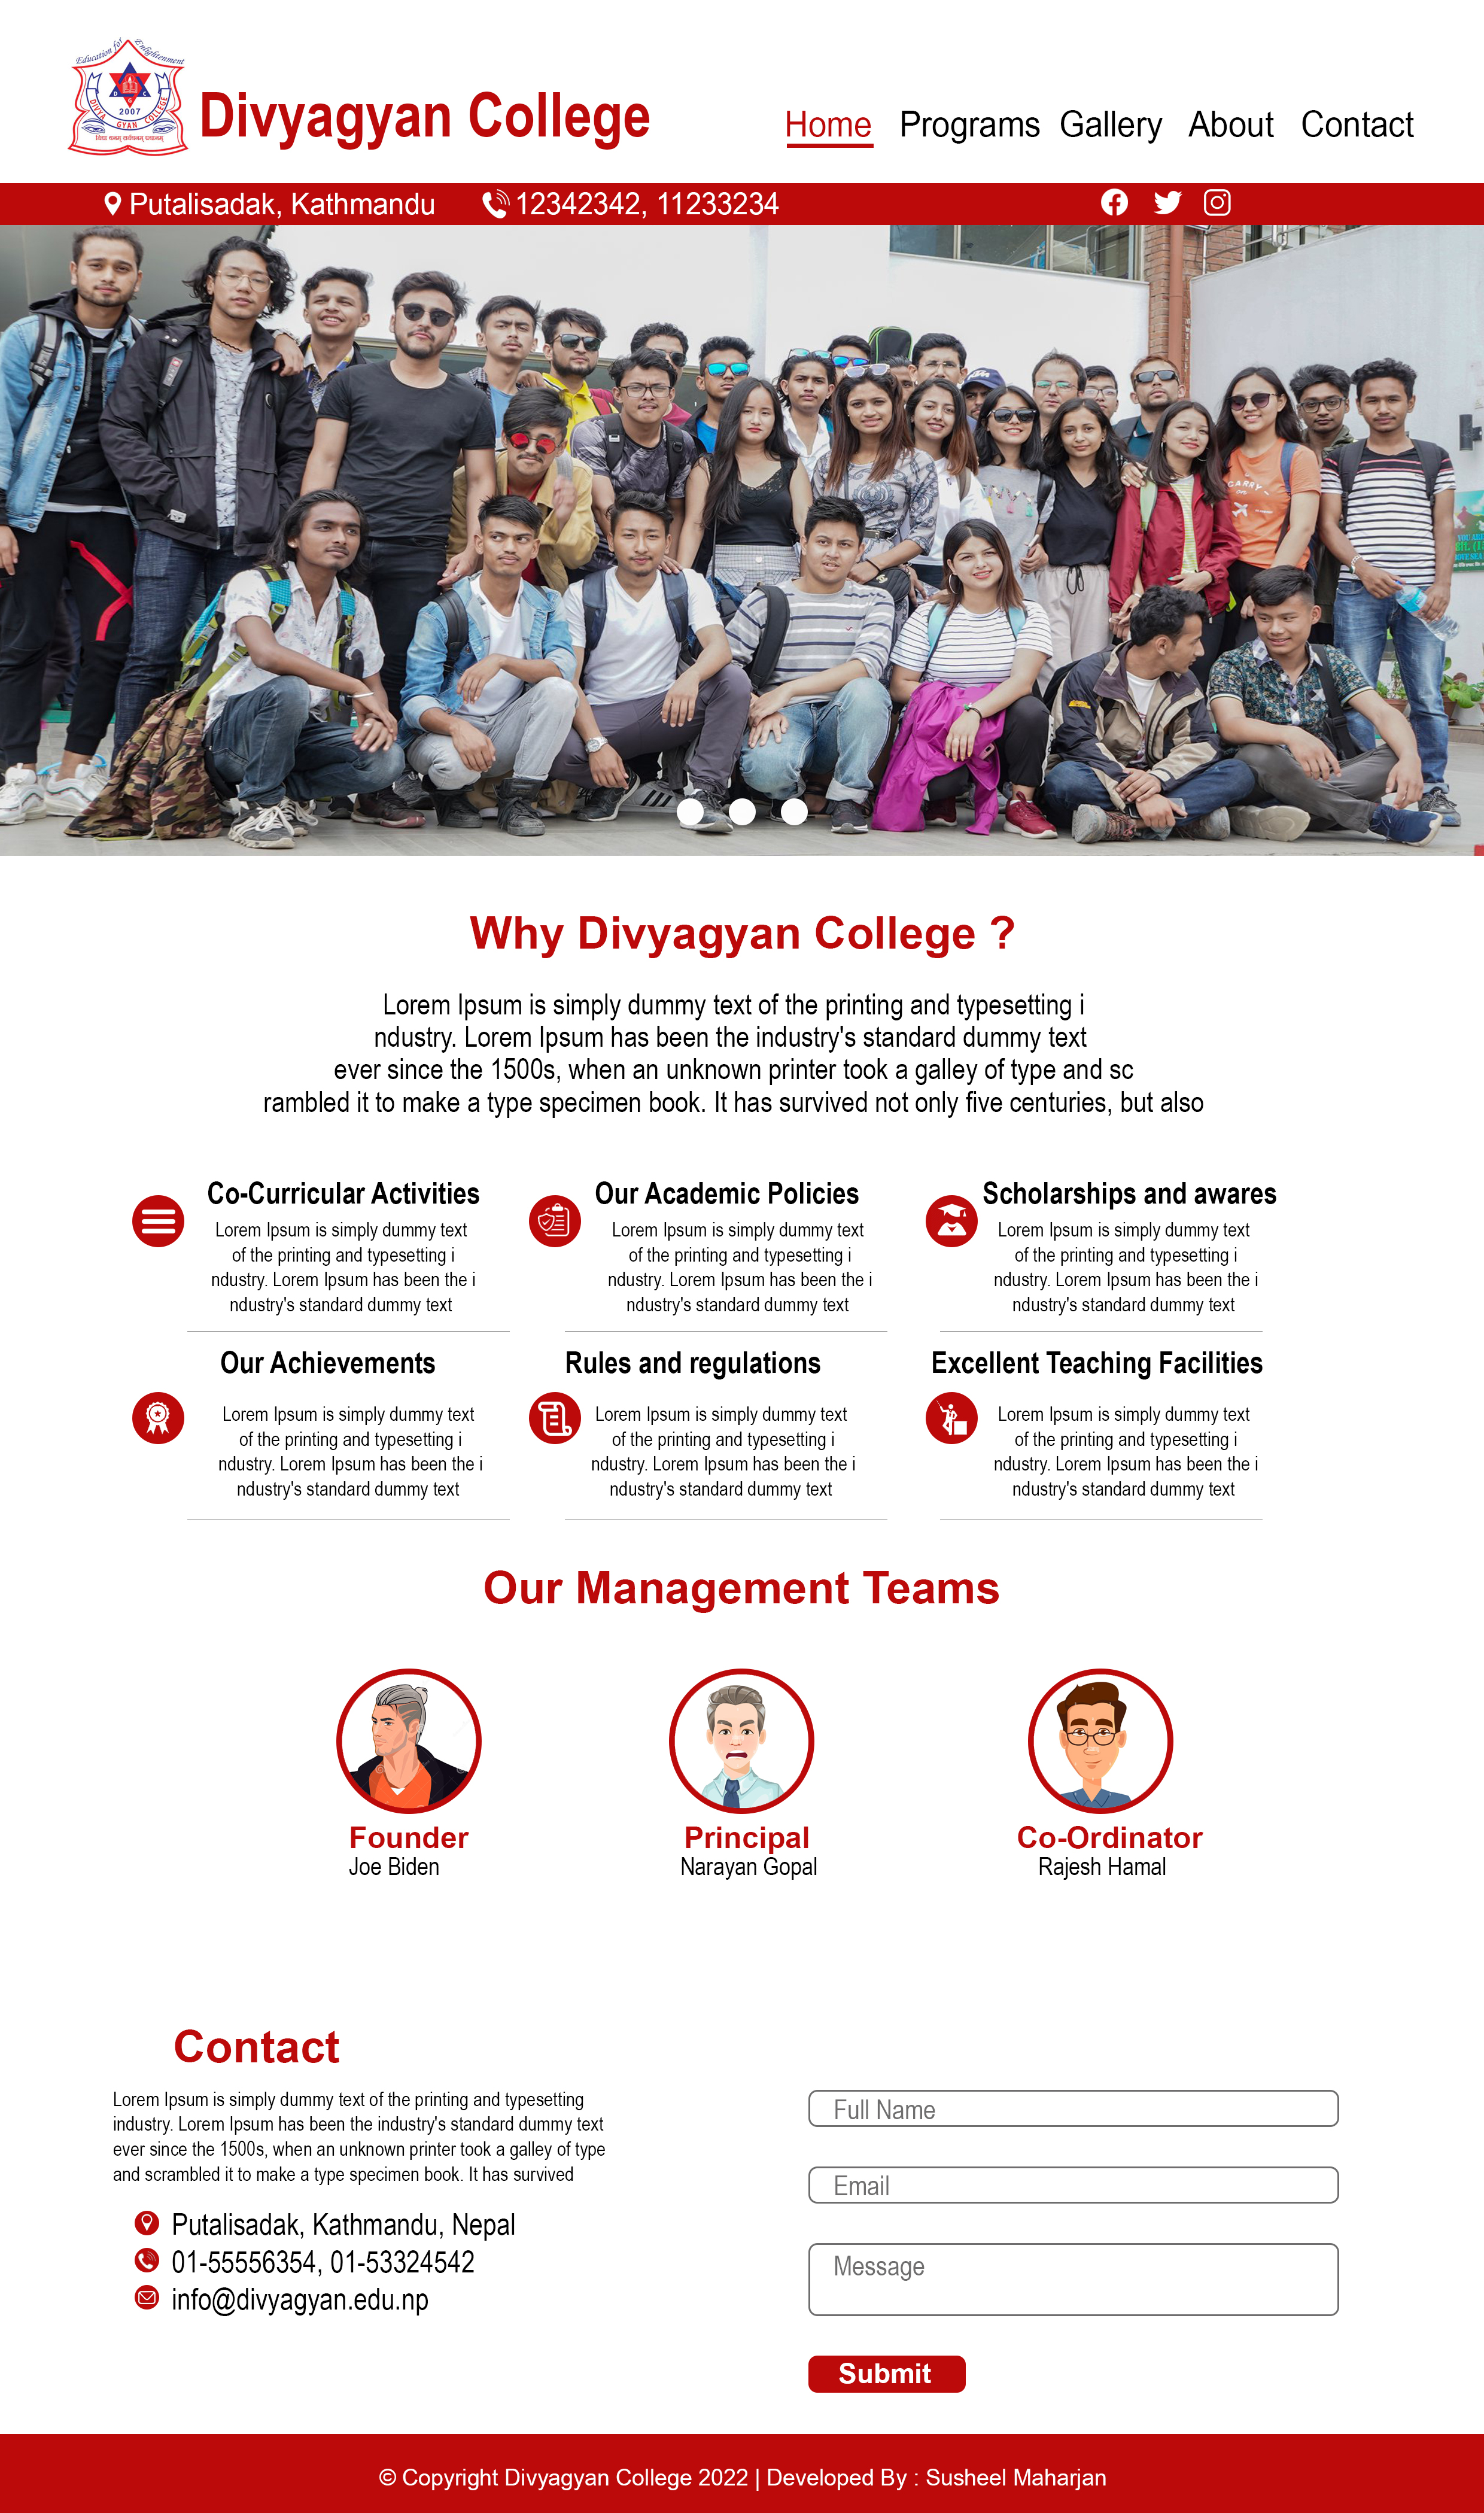 Education for Enlightenment
D C
G
2007
DIVYA GYAN COLLEGE
Divyagyan College
Home Programs Gallery About Contact
Putalisadak, Kathmandu 12342342, 11233234
CARRY
Why Divyagyan College ?
Lorem Ipsum is simply dummy text of the printing and typesetting i
ndustry. Lorem Ipsum has been the industry's standard dummy text
ever since the 1500s, when an unknown printer took a galley of type and sc
rambled it to make a type specimen book. It has survived not only five centuries, but also
Co-Curricular Activities
Lorem Ipsum is simply dummy text
of the printing and typesetting i
ndustry. Lorem Ipsum has been the i
ndustry's standard dummy text
Our Academic Policies
Lorem Ipsum is simply dummy text
of the printing and typesetting i
ndustry. Lorem Ipsum has been the i
ndustry's standard dummy text
Scholarships and awares
Lorem Ipsum is simply dummy text
of the printing and typesetting i
ndustry. Lorem Ipsum has been the i
ndustry's standard dummy text
Our Achievements
Lorem Ipsum is simply dummy text
of the printing and typesetting i
ndustry. Lorem Ipsum has been the i
ndustry's standard dummy text
Rules and regulations
Lorem Ipsum is simply dummy text
of the printing and typesetting i
ndustry. Lorem Ipsum has been the i
ndustry's standard dummy text
Excellent Teaching Facilities
Lorem Ipsum is simply dummy text
of the printing and typesetting i
ndustry. Lorem Ipsum has been the i
ndustry's standard dummy text
Our Management Teams
Founder
Joe Biden
Principal
Narayan Gopal
Co-Ordinator
Rajesh Hamal
Contact
Lorem Ipsum is simply dummy text of the printing and typesetting
industry. Lorem Ipsum has been the industry's standard dummy text
ever since the 1500s, when an unknown printer took a galley of type
and scrambled it to make a type specimen book. It has survived
Putalisadak, Kathmandu, Nepal
01-55556354, 01-53324542
info@divyagyan.edu.np
Full Name
Email
Message
Submit
© Copyright Divyagyan College 2022 | Developed By : Susheel Maharjan